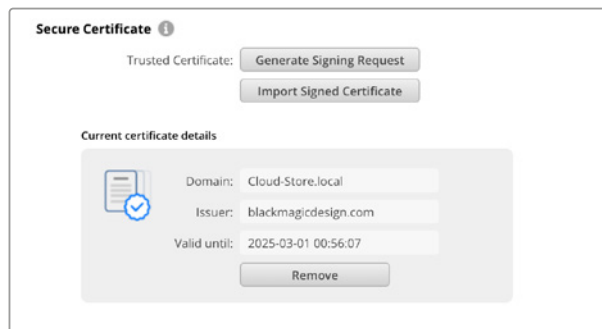 Secure Certificate i
Trusted Certificate: Generate Signing Request
Import Signed Certificate
Current certificate details
Domain: Cloud-Store.local
Issuer: blackmagicdesign.com
Valid until: 2025-03-01 00:56:07
Remove